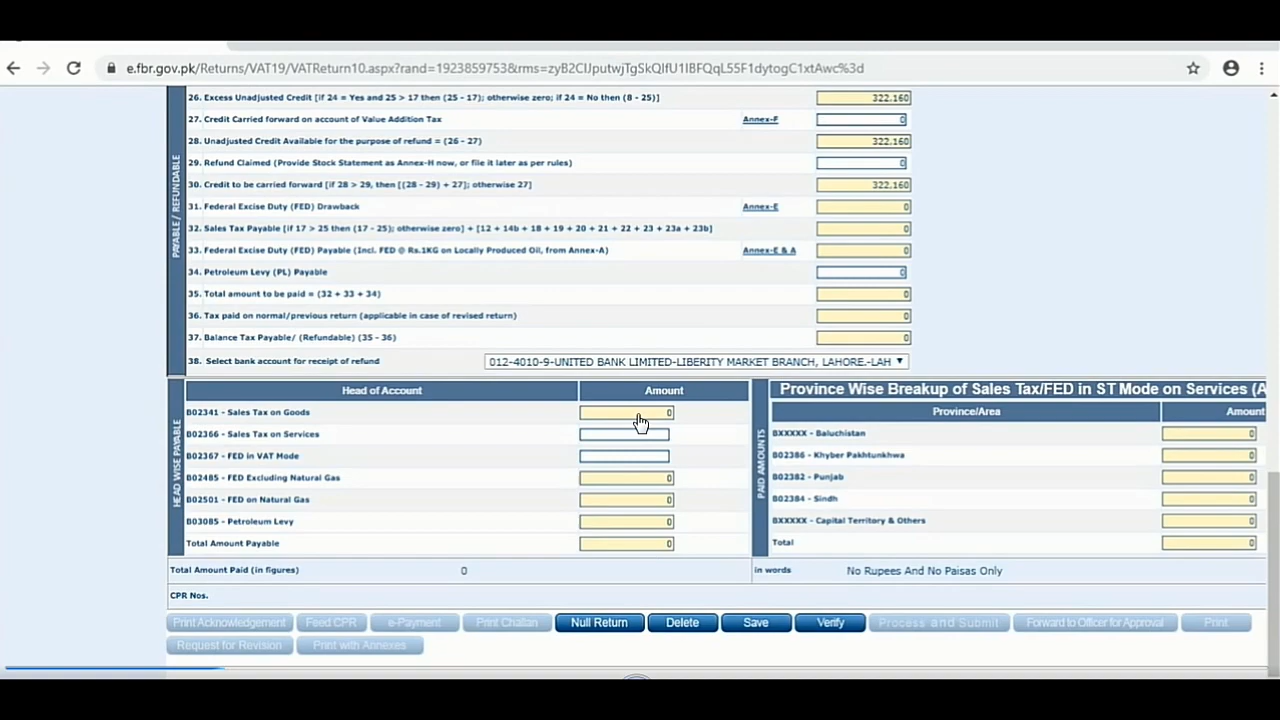 e.fbr.gov.pk/Returns/VAT19/VATReturn10.aspx?rand=1923859753&rms=zyB2ClJputwjTgSkQlfU1IBFQqL55F1dytogC1xtAwc%3d
26. Excess Unadjusted Credit [if 24 = Yes and 25 > 17 then (25 - 17); otherwise zero; if 24 = No then (8 - 25)] 322.160
27. Credit Carried forward on account of Value Addition Tax Annex-F 0
28. Unadjusted Credit Available for the purpose of refund = (26 - 27) 322.160
29. Refund Claimed (Provide Stock Statement as Annex-H now, or file it later as per rules) 0
30. Credit to be carried forward [if 28 > 29, then [(28 - 29) + 27]; otherwise 27] 322.160
31. Federal Excise Duty (FED) Drawback Annex-E 0
32. Sales Tax Payable [if 17 > 25 then (17 - 25); otherwise zero] + [12 + 14b + 18 + 19 + 20 + 21 + 22 + 23 + 23a + 23b] 0
33. Federal Excise Duty (FED) Payable (Incl. FED @ Rs.1KG on Locally Produced Oil, from Annex-A) Annex-E & A 0
34. Petroleum Levy (PL) Payable 0
35. Total amount to be paid = (32 + 33 + 34) 0
36. Tax paid on normal/previous return (applicable in case of revised return) 0
37. Balance Tax Payable/ (Refundable) (35 - 36) 0
38. Select bank account for receipt of refund 012-4010-9-UNITED BANK LIMITED-LIBERITY MARKET BRANCH, LAHORE.-LAH
PAYABLE / REFUNDABLE
Head of Account Amount
B02341 - Sales Tax on Goods 0
B02366 - Sales Tax on Services
B02367 - FED in VAT Mode
B02485 - FED Excluding Natural Gas 0
B02501 - FED on Natural Gas 0
B03085 - Petroleum Levy 0
Total Amount Payable 0
HEAD WISE PAYABLE
Province Wise Breakup of Sales Tax/FED in ST Mode on Services (A
Province/Area Amount
BXXXXX - Baluchistan 0
B02386 - Khyber Pakhtunkhwa 0
B02382 - Punjab 0
B02384 - Sindh 0
BXXXXX - Capital Territory & Others 0
Total 0
PAID AMOUNTS
Total Amount Paid (in figures) 0 in words No Rupees And No Paisas Only
CPR Nos.
Print Acknowledgement Feed CPR e-Payment Print Challan Null Return Delete Save Verify Process and Submit Forward to Officer for Approval Print
Request for Revision Print with Annexes